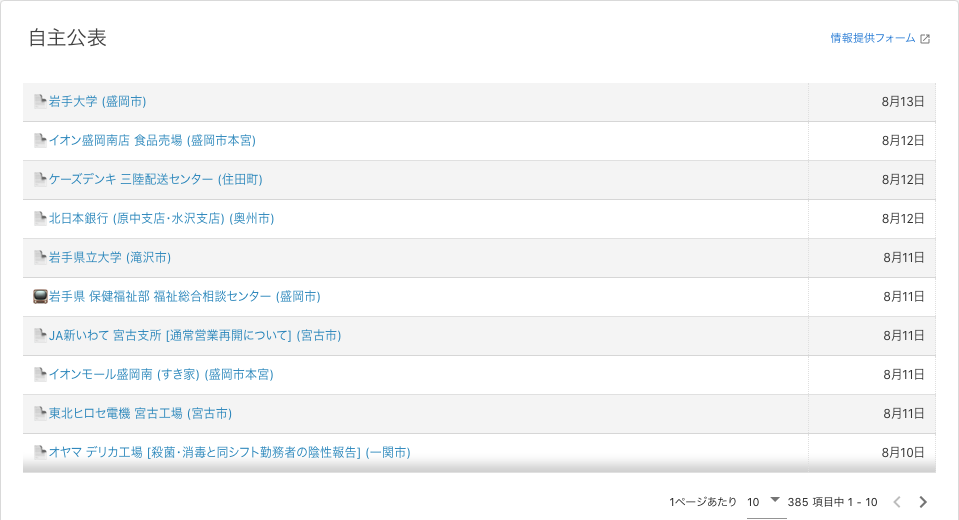 自主公表
情報提供フォーム
岩手大学 (盛岡市) 8月13日
イオン盛岡南店 食品売場 (盛岡市本宮) 8月12日
ケーズデンキ 三陸配送センター (住田町) 8月12日
北日本銀行 (原中支店・水沢支店) (奥州市) 8月12日
岩手県立大学 (滝沢市) 8月11日
岩手県 保健福祉部 福祉総合相談センター (盛岡市) 8月11日
JA新いわて 宮古支所 [通常営業再開について] (宮古市) 8月11日
イオンモール盛岡南 (すき家) (盛岡市本宮) 8月11日
東北ヒロセ電機 宮古工場 (宮古市) 8月11日
オヤマ デリカ工場 [殺菌・消毒と同シフト勤務者の陰性報告] (一関市) 8月10日
1ページあたり 10 385 項目中 1 - 10